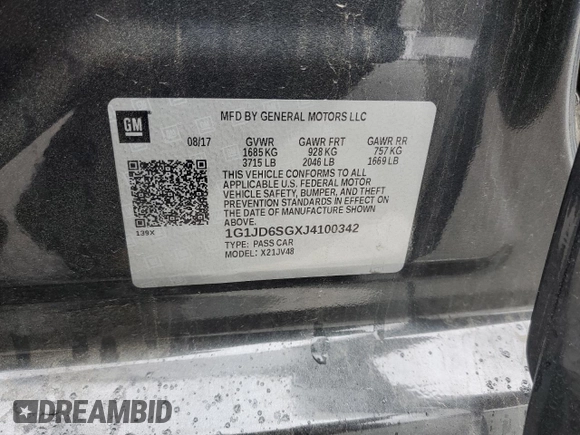 MFD BY GENERAL MOTORS LLC
GM
08/17 GVWR GAWR FRT GAWR RR
1685 KG 928 KG 757 KG
3715 LB 2046 LB 1669 LB
THIS VEHICLE CONFORMS TO ALL
APPLICABLE U.S. FEDERAL MOTOR
VEHICLE SAFETY, BUMPER, AND THEFT
PREVENTION STANDARDS IN EFFECT ON THE
DATE OF MANUFACTURE SHOWN
ABOVE.
139X
1G1JD6SGXJ4100342
TYPE: PASS CAR
MODEL: X21JV48
DREAMBID